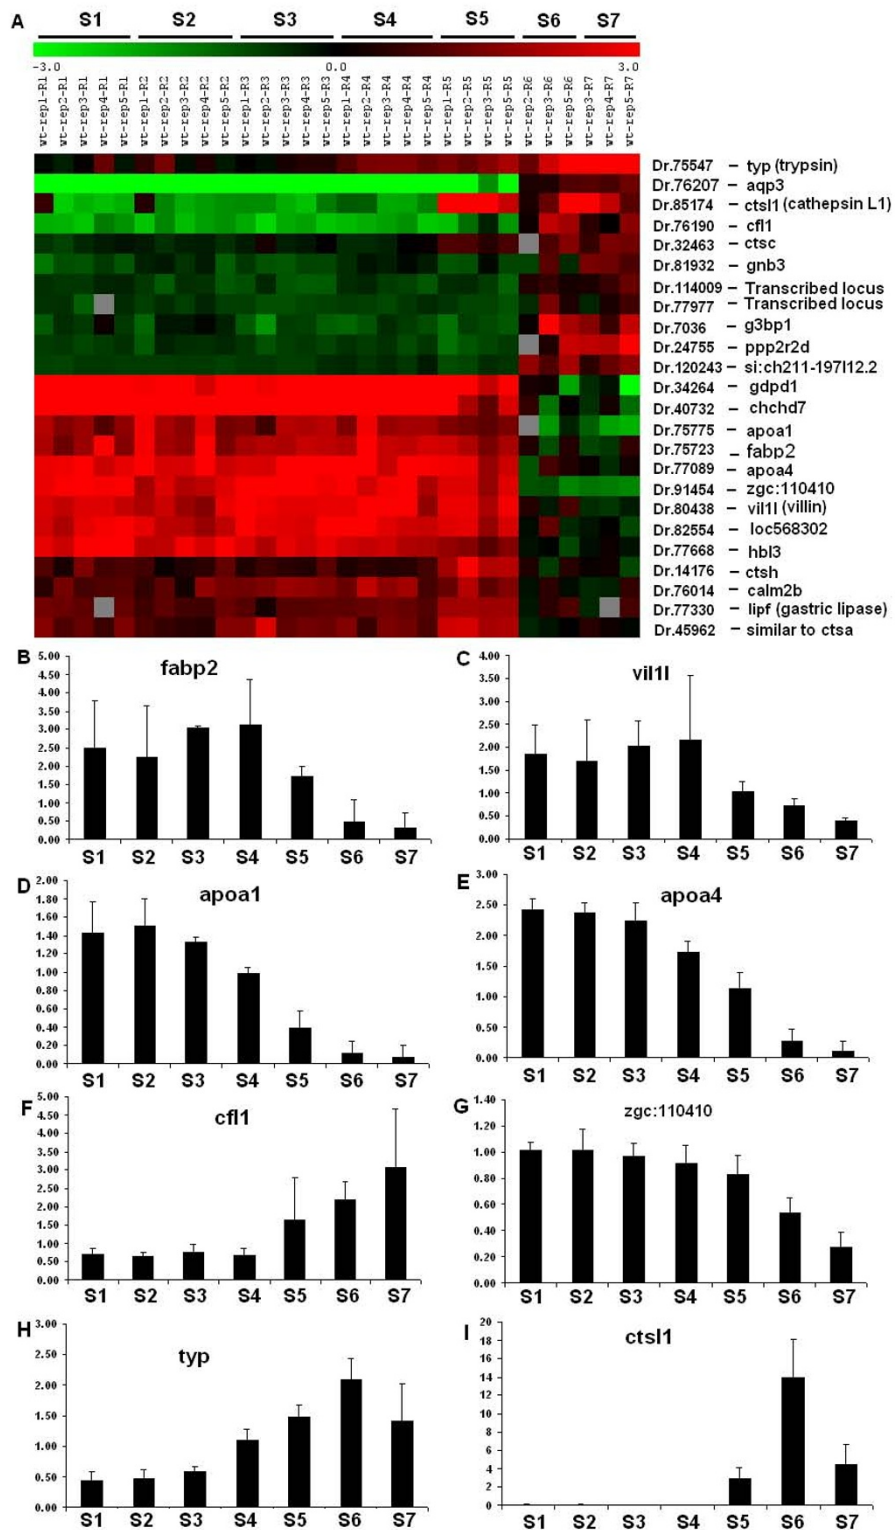 A
S1 S2 S3 S4 S5 S6 S7
-3.0 0.0 3.0
wt-rep1-R1
wt-rep2-R1
wt-rep3-R1
wt-rep4-R1
wt-rep5-R1
wt-rep1-R2
wt-rep2-R2
wt-rep3-R2
wt-rep4-R2
wt-rep5-R2
wt-rep1-R3
wt-rep2-R3
wt-rep3-R3
wt-rep4-R3
wt-rep5-R3
wt-rep1-R4
wt-rep2-R4
wt-rep3-R4
wt-rep4-R4
wt-rep5-R4
wt-rep1-R5
wt-rep2-R5
wt-rep3-R5
wt-rep5-R5
wt-rep2-R6
wt-rep3-R6
wt-rep5-R6
wt-rep3-R7
wt-rep4-R7
wt-rep5-R7
Dr.75547 – typ (trypsin)
Dr.76207 – aqp3
Dr.85174 – ctsl1 (cathepsin L1)
Dr.76190 – cfl1
Dr.32463 – ctsc
Dr.81932 – gnb3
Dr.114009 – Transcribed locus
Dr.77977 – Transcribed locus
Dr.7036 – g3bp1
Dr.24755 – ppp2r2d
Dr.120243 – si:ch211-197l12.2
Dr.34264 – gdpd1
Dr.40732 – chchd7
Dr.75775 – apoa1
Dr.75723 – fabp2
Dr.77089 – apoa4
Dr.91454 – zgc:110410
Dr.80438 – vil1l (villin)
Dr.82554 – loc568302
Dr.77668 – hbl3
Dr.14176 – ctsh
Dr.76014 – calm2b
Dr.77330 – lipf (gastric lipase)
Dr.45962 – similar to ctsa
B
fabp2
5.00
4.50
4.00
3.50
3.00
2.50
2.00
1.50
1.00
0.50
0.00
S1 S2 S3 S4 S5 S6 S7
C
vil1l
4.00
3.50
3.00
2.50
2.00
1.50
1.00
0.50
0.00
S1 S2 S3 S4 S5 S6 S7
D
apoa1
2.00
1.80
1.60
1.40
1.20
1.00
0.80
0.60
0.40
0.20
0.00
S1 S2 S3 S4 S5 S6 S7
E
apoa4
3.00
2.50
2.00
1.50
1.00
0.50
0.00
S1 S2 S3 S4 S5 S6 S7
F
cfl1
5.00
4.50
4.00
3.50
3.00
2.50
2.00
1.50
1.00
0.50
0.00
S1 S2 S3 S4 S5 S6 S7
G
zgc:110410
1.40
1.20
1.00
0.80
0.60
0.40
0.20
0.00
S1 S2 S3 S4 S5 S6 S7
H
typ
3.00
2.50
2.00
1.50
1.00
0.50
0.00
S1 S2 S3 S4 S5 S6 S7
I
ctsl1
20
18
16
14
12
10
8
6
4
2
0
S1 S2 S3 S4 S5 S6 S7